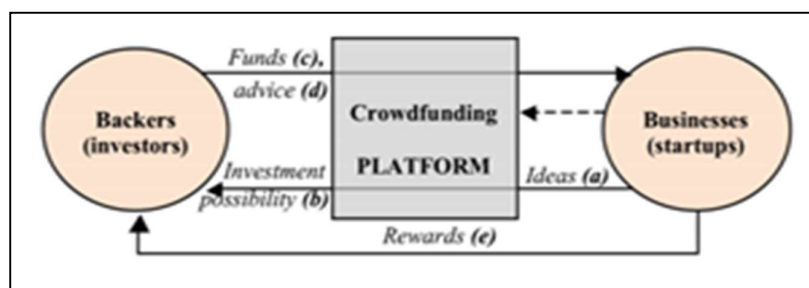 Funds (c),
advice (d)
Backers
(investors)
Crowdfunding
PLATFORM
Businesses
(startups)
Investment
possibility (b)
Ideas (a)
Rewards (e)